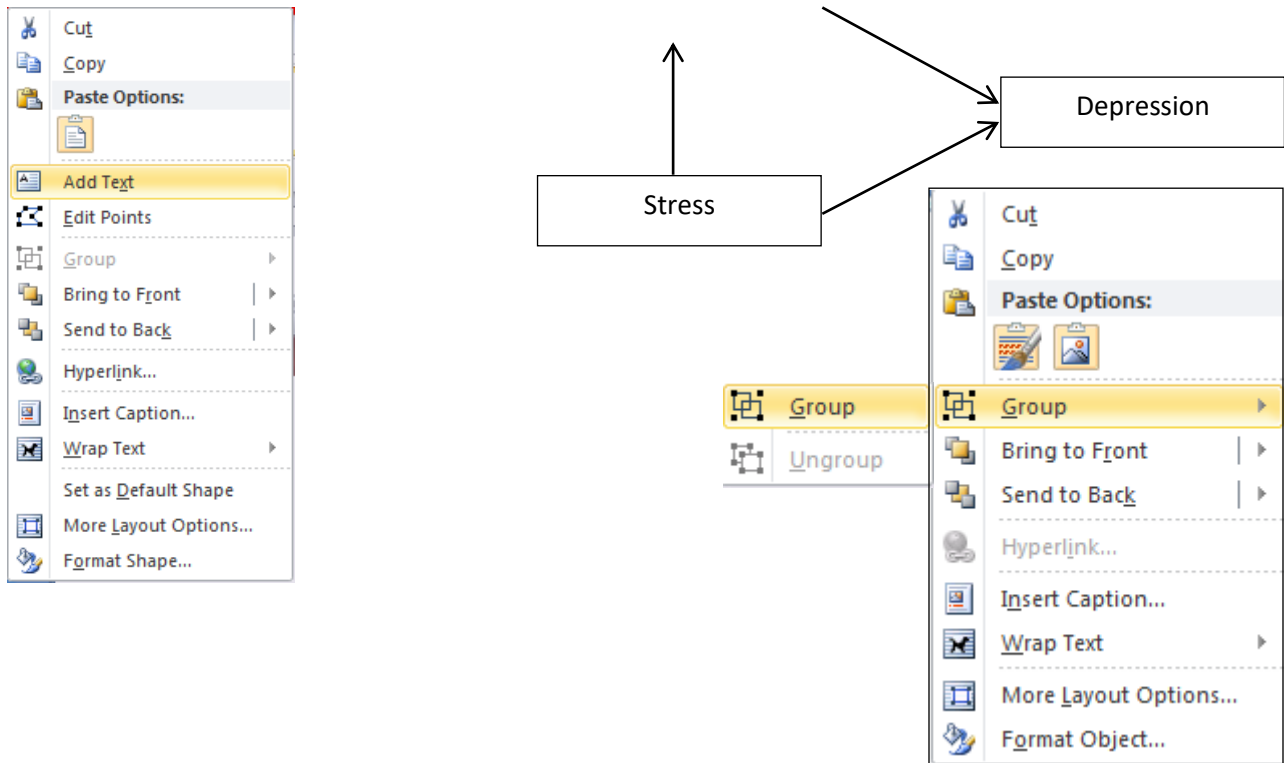 Cut
Copy
Paste Options:
Add Text
Edit Points
Group
Bring to Front
Send to Back
Hyperlink...
Insert Caption...
Wrap Text
Set as Default Shape
More Layout Options...
Format Shape...
Depression
Stress
Group
Ungroup
Cut
Copy
Paste Options:
Group
Bring to Front
Send to Back
Hyperlink...
Insert Caption...
Wrap Text
More Layout Options...
Format Object...